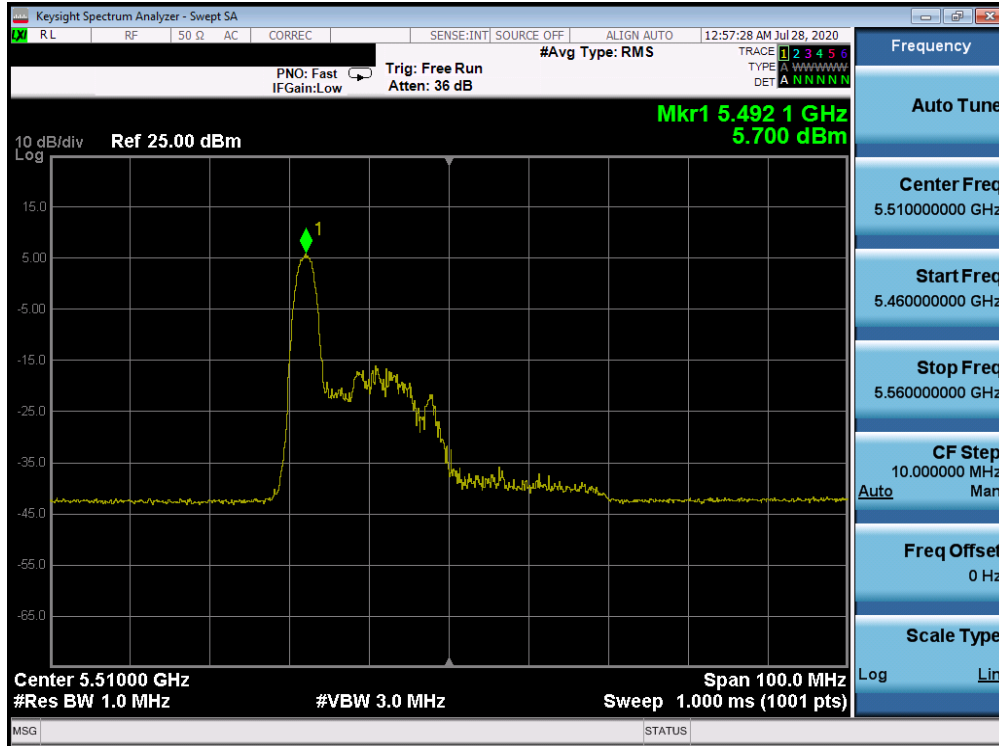 Keysight Spectrum Analyzer - Swept SA
LXI RL RF 50 Ω AC CORREC SENSE:INT SOURCE OFF ALIGN AUTO 12:57:28 AM Jul 28, 2020
#Avg Type: RMS TRACE 1 2 3 4 5 6
PNO: Fast Trig: Free Run TYPE A WWWWW
IFGain:Low Atten: 36 dB DET A N N N N N
Mkr1 5.492 1 GHz
5.700 dBm
10 dB/div Ref 25.00 dBm
Log
1
15.0
5.00
-5.00
-15.0
-25.0
-35.0
-45.0
-55.0
-65.0
Center 5.51000 GHz Span 100.0 MHz
#Res BW 1.0 MHz #VBW 3.0 MHz Sweep 1.000 ms (1001 pts)
MSG STATUS
Frequency
Auto Tune
Center Freq
5.510000000 GHz
Start Freq
5.460000000 GHz
Stop Freq
5.560000000 GHz
CF Step
10.000000 MHz
Auto Man
Freq Offset
0 Hz
Scale Type
Log Lin